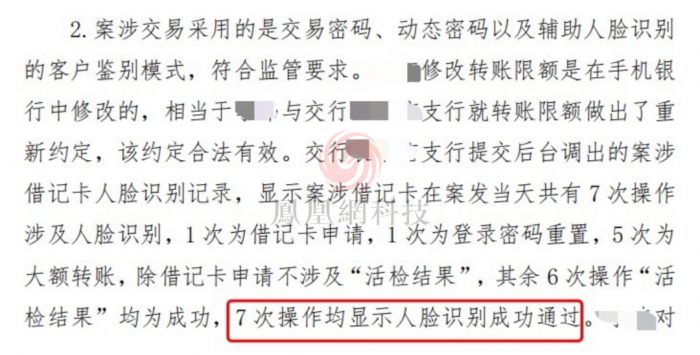 2.案涉交易采用的是交易密码、动态密码以及辅助人脸识别
的客户鉴别模式，符合监管要求。 修改转账限额是在手机银
行中修改的，相当于 与交行 支行就转账限额做出了重
新约定，该约定合法有效。交行 支行提交后台调出的案涉
借记卡人脸识别记录，显示案涉借记卡在案发当天共有7次操作
涉及人脸识别，1次为借记卡申请，1次为登录密码重置，5次为
大额转账，除借记卡申请不涉及“活检结果”，其余6次操作“活
检结果”均为成功，7次操作均显示人脸识别成功通过。 对
鳳凰網科技